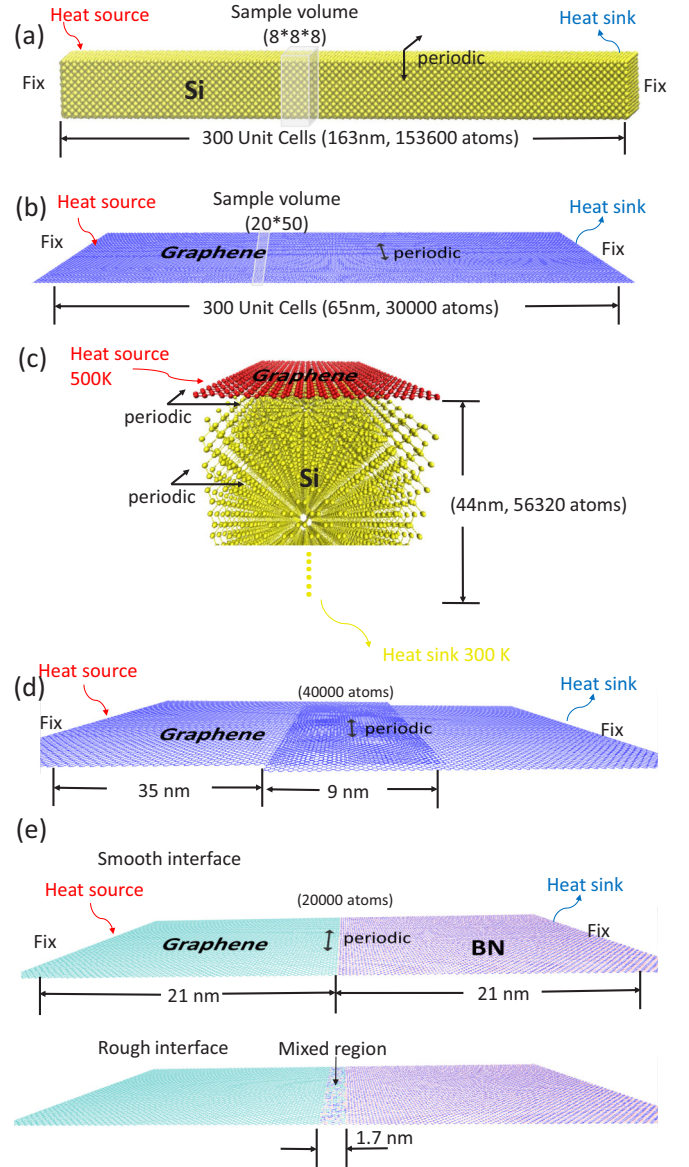 (a)
Heat source
Sample volume
(8*8*8)
Heat sink
periodic
Fix
Si
Fix
300 Unit Cells (163nm, 153600 atoms)
(b)
Heat source
Sample volume
(20*50)
Heat sink
Fix
Graphene
periodic
Fix
300 Unit Cells (65nm, 30000 atoms)
(c)
Heat source
500K
Graphene
periodic
periodic
Si
(44nm, 56320 atoms)
Heat sink 300 K
(d)
Heat source
(40000 atoms)
Heat sink
Fix
Graphene
periodic
Fix
35 nm
9 nm
(e)
Smooth interface
Heat source
(20000 atoms)
Heat sink
Fix
Graphene
periodic
BN
Fix
21 nm
21 nm
Rough interface
Mixed region
1.7 nm